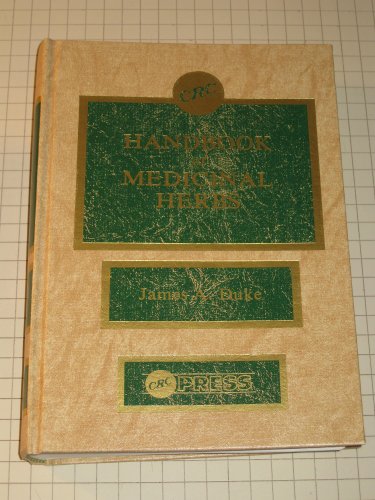 CRC
HANDBOOK
OF
MEDICINAL
HERBS
James A. Duke
CRC PRESS